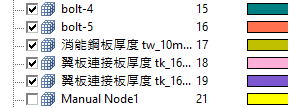 bolt-4 15
bolt-5 16
消能鋼板厚度 tw_10m... 17
翼板連接板厚度 tk_16... 18
翼板連接板厚度 tk_16... 19
Manual Node1 21